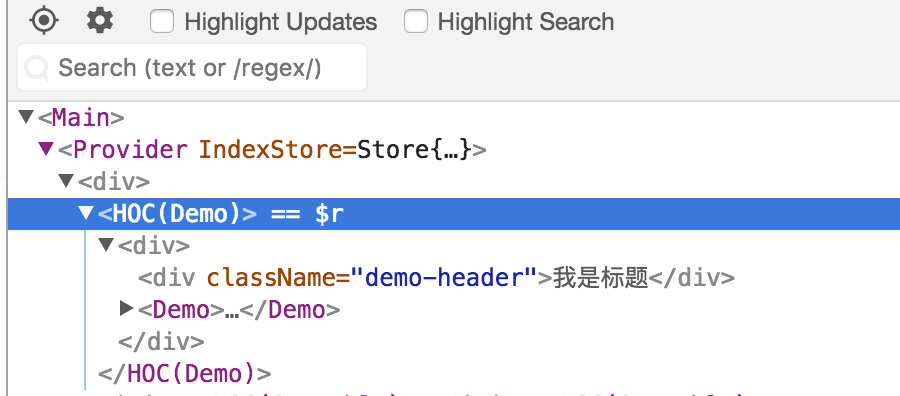 Highlight Updates Highlight Search
Search (text or /regex/)
<Main>
<Provider IndexStore=Store{…}>
<div>
<HOC(Demo)> == $r
<div>
<div className="demo-header">我是标题</div>
<Demo>…</Demo>
</div>
</HOC(Demo)>